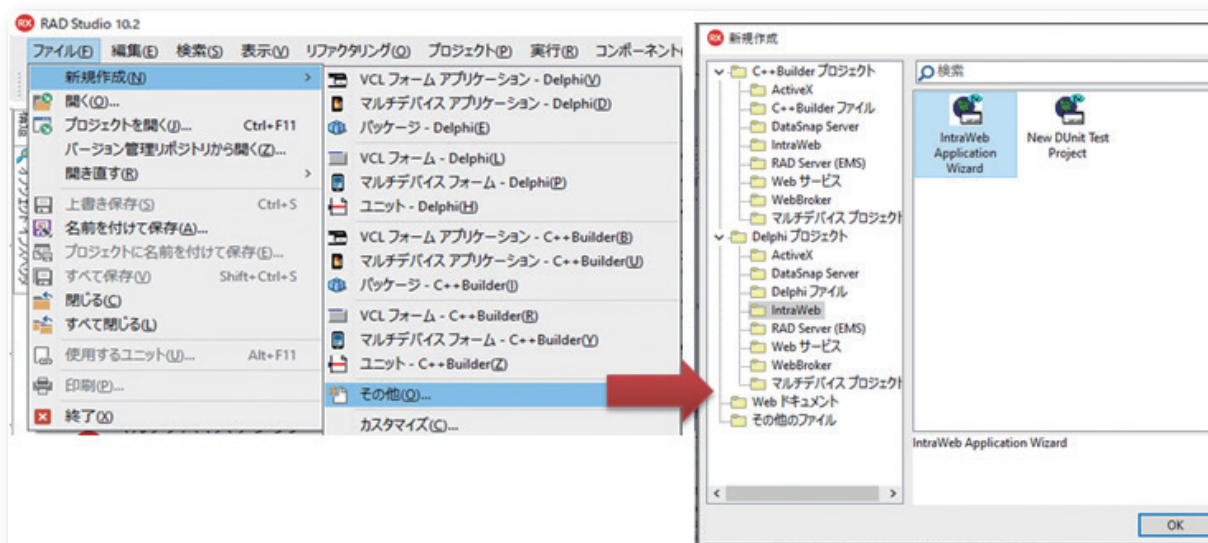 RAD Studio 10.2
ファイル(F) 編集(E) 検索(S) 表示(V) リファクタリング(O) プロジェクト(P) 実行(R) コンポーネント
新規作成(N)
開く(O)...
プロジェクトを開く(J)... Ctrl+F11
バージョン管理リポジトリから開く(Z)...
開き直す(R)
上書き保存(S) Ctrl+S
名前を付けて保存(A)...
プロジェクトに名前を付けて保存(E)...
すべて保存(V) Shift+Ctrl+S
閉じる(C)
すべて閉じる(L)
使用するユニット(U)... Alt+F11
印刷(P)...
終了(X)
VCL フォーム アプリケーション - Delphi(V)
マルチデバイス アプリケーション - Delphi(D)
パッケージ - Delphi(E)
VCL フォーム - Delphi(L)
マルチデバイス フォーム - Delphi(P)
ユニット - Delphi(H)
VCL フォーム アプリケーション - C++Builder(B)
マルチデバイス アプリケーション - C++Builder(U)
パッケージ - C++Builder(I)
VCL フォーム - C++Builder(R)
マルチデバイス フォーム - C++Builder(Y)
ユニット - C++Builder(Z)
その他(O)...
カスタマイズ(C)...
新規作成
C++Builder プロジェクト
ActiveX
C++Builder ファイル
DataSnap Server
IntraWeb
RAD Server (EMS)
Web サービス
WebBroker
マルチデバイス プロジェクト
Delphi プロジェクト
ActiveX
DataSnap Server
Delphi ファイル
IntraWeb
RAD Server (EMS)
Web サービス
WebBroker
マルチデバイス プロジェクト
Web ドキュメント
その他のファイル
検索
IntraWeb
Application
Wizard
New DUnit Test
Project
IntraWeb Application Wizard
OK